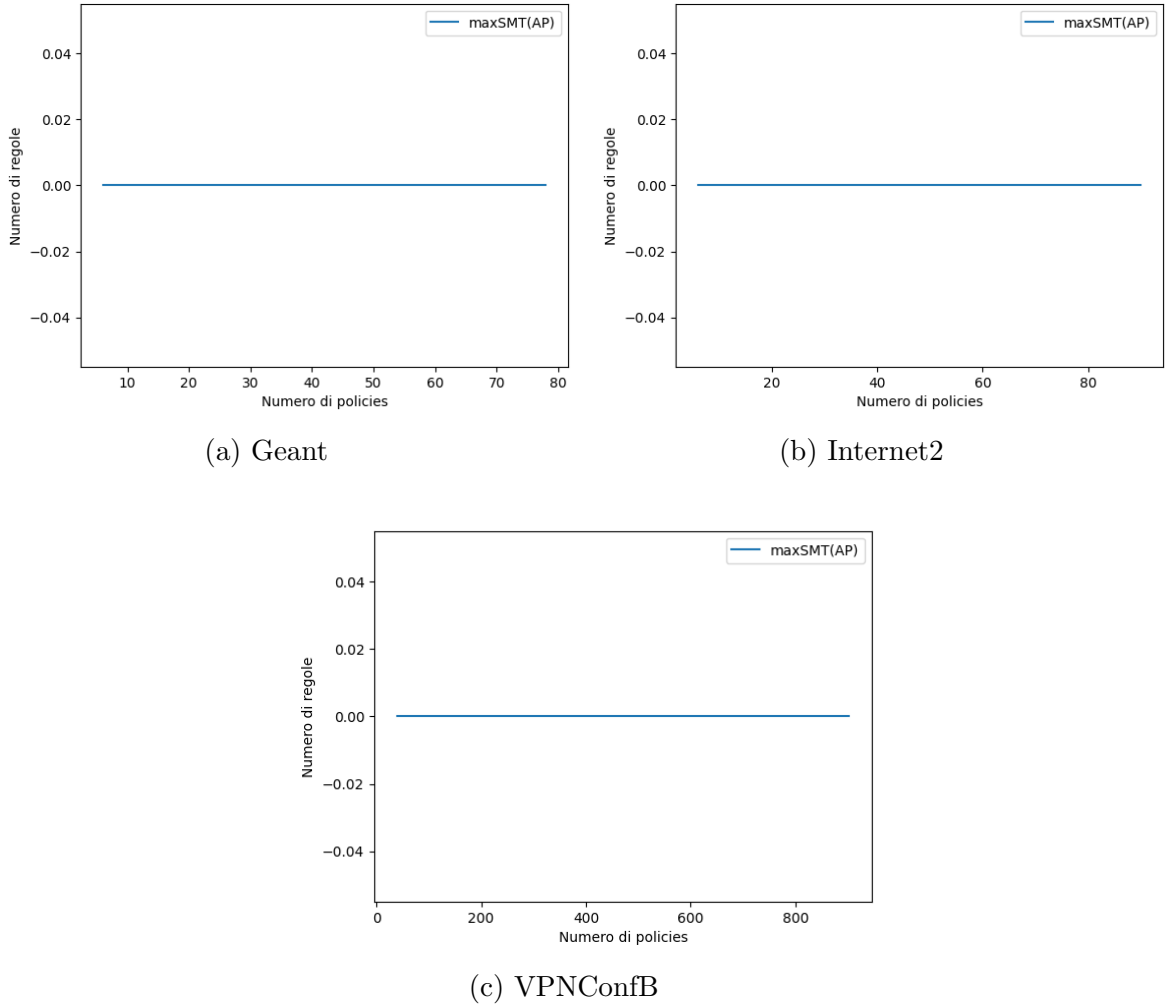 maxSMT(AP)
0.04
0.02
0.00
−0.02
−0.04
Numero di regole
10 20 30 40 50 60 70 80
Numero di policies
(a) Geant
maxSMT(AP)
0.04
0.02
0.00
−0.02
−0.04
Numero di regole
20 40 60 80
Numero di policies
(b) Internet2
maxSMT(AP)
0.04
0.02
0.00
−0.02
−0.04
Numero di regole
0 200 400 600 800
Numero di policies
(c) VPNConfB